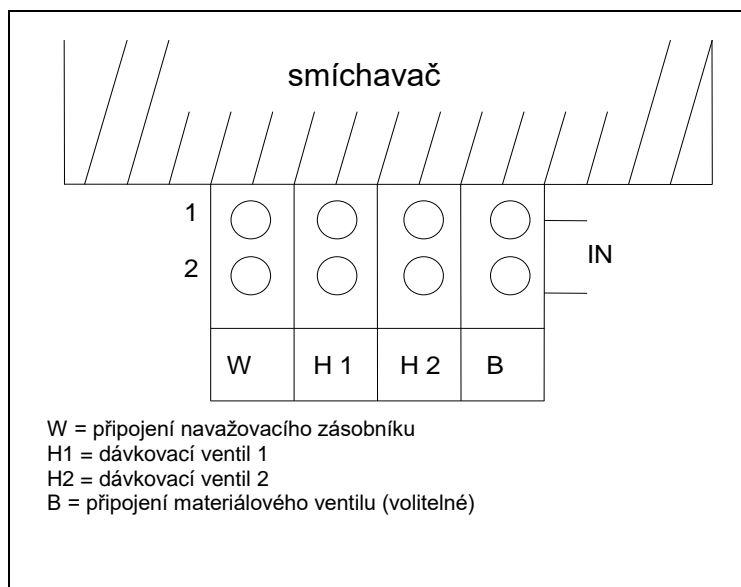 smíchavač
1
2
IN
W H 1 H 2 B
W = připojení navažovacího zásobníku
H1 = dávkovací ventil 1
H2 = dávkovací ventil 2
B = připojení materiálového ventilu (volitelné)